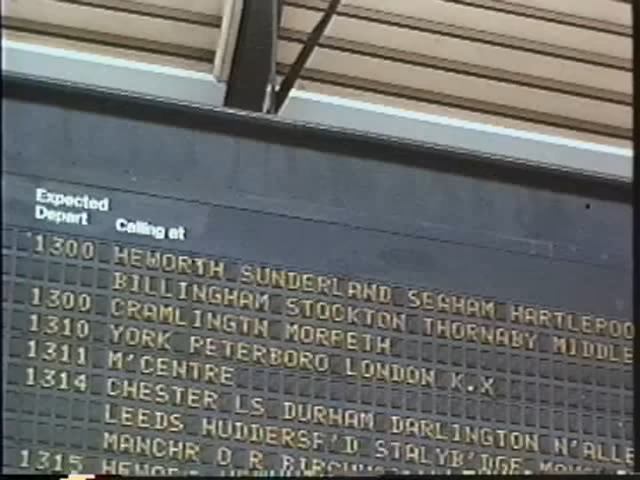 Expected
Depart Calling at
1300 HEWORTH SUNDERLAND SEAHAM HARTLEPOO
BILLINGHAM STOCKTON THORNABY MIDDLE
1300 CRAMLINGTN MORPETH
1310 YORK PETERBORO LONDON K.X
1311 M'CENTRE
1314 CHESTER LS DURHAM DARLINGTON N'ALLE
LEEDS HUDDERSF'D STALYB'DGE
MANCHR O R
1315